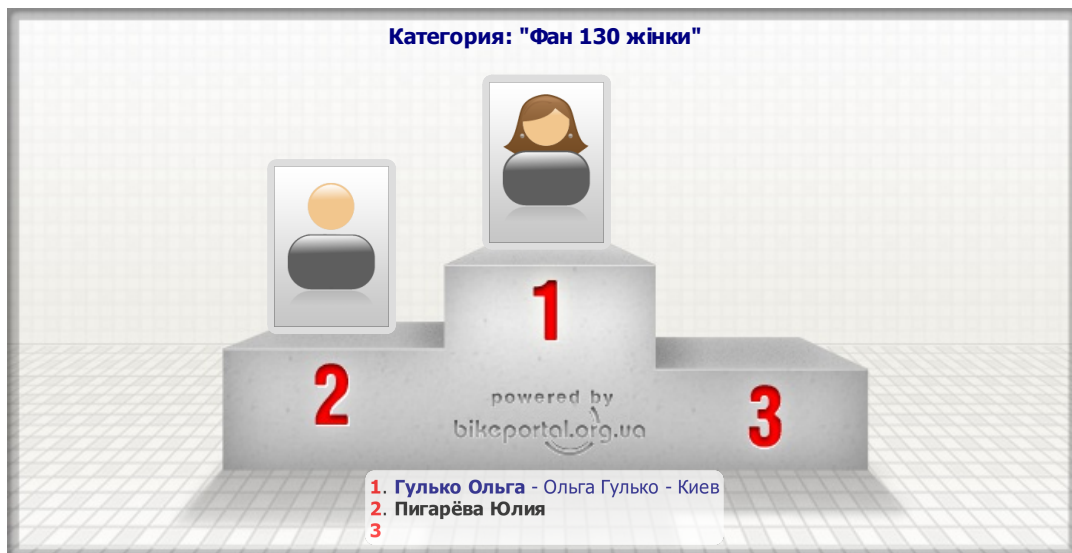 Категория: "Фан 130 жінки"
1
2
3
powered by
bikeportal.org.ua
1. Гулько Ольга - Ольга Гулько - Киев
2. Пигарёва Юлия
3